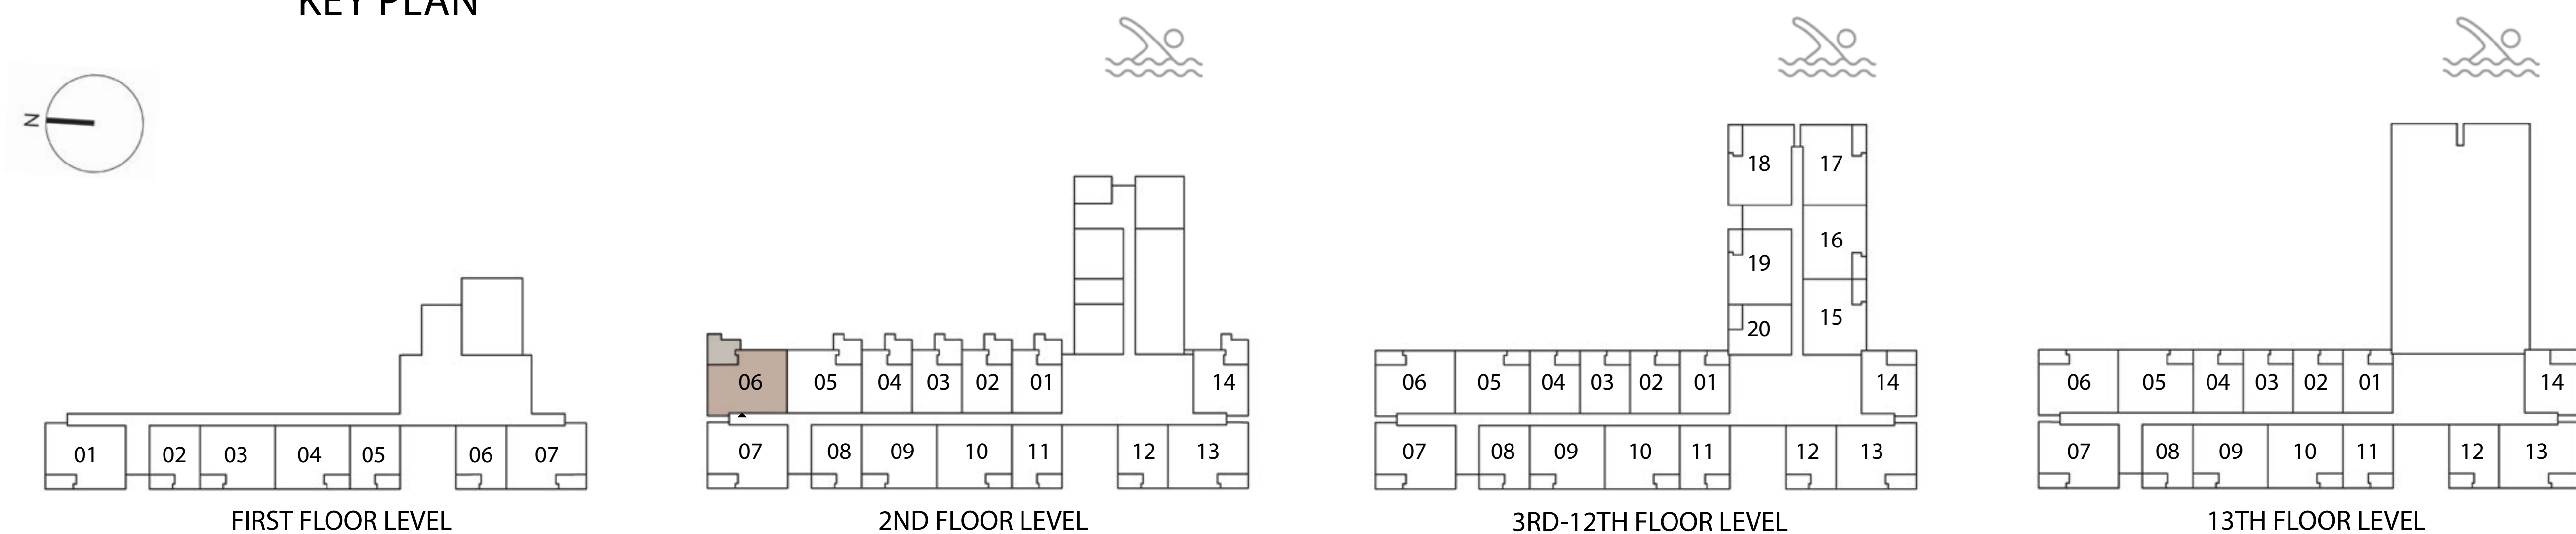 KEY PLAN
N
18 17
16
19
15
20
06 05 04 03 02 01 14
06 05 04 03 02 01 14
06 05 04 03 02 01 14
01 02 03 04 05 06 07
07 08 09 10 11 12 13
07 08 09 10 11 12 13
07 08 09 10 11 12 13
FIRST FLOOR LEVEL
2ND FLOOR LEVEL
3RD-12TH FLOOR LEVEL
13TH FLOOR LEVEL